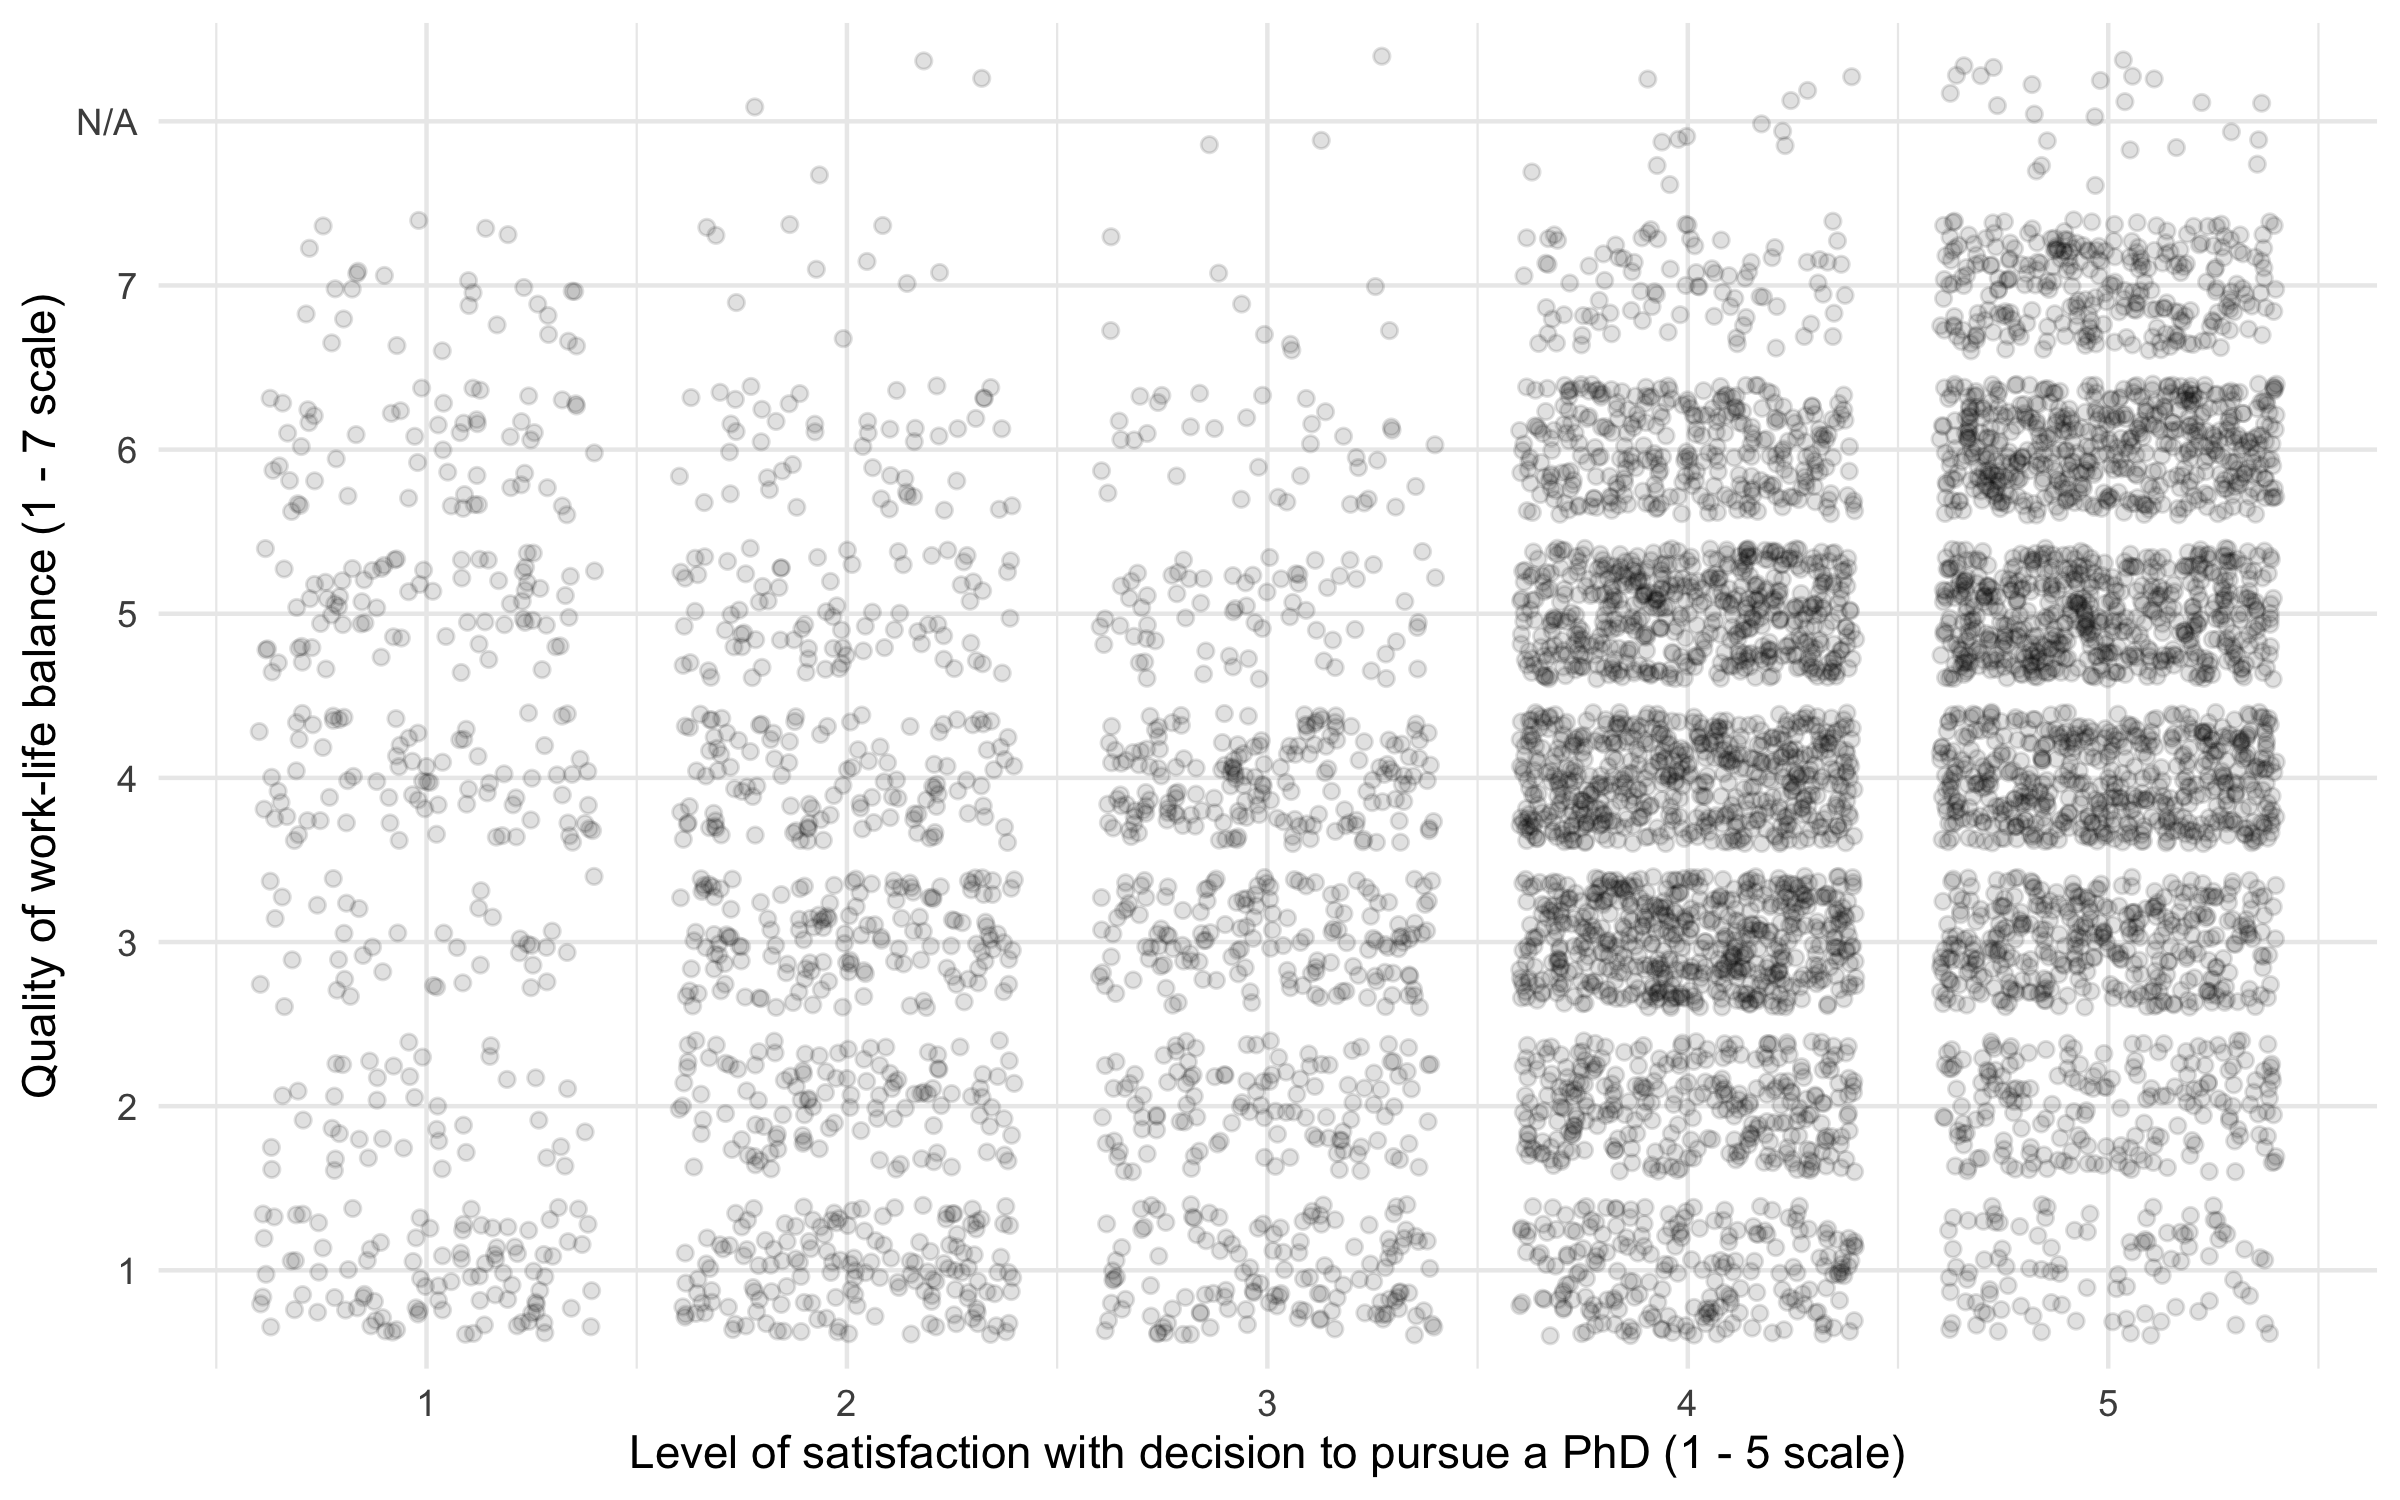 Quality of work-life balance (1 - 7 scale)
N/A
7
6
5
4
3
2
1
1 2 3 4 5
Level of satisfaction with decision to pursue a PhD (1 - 5 scale)